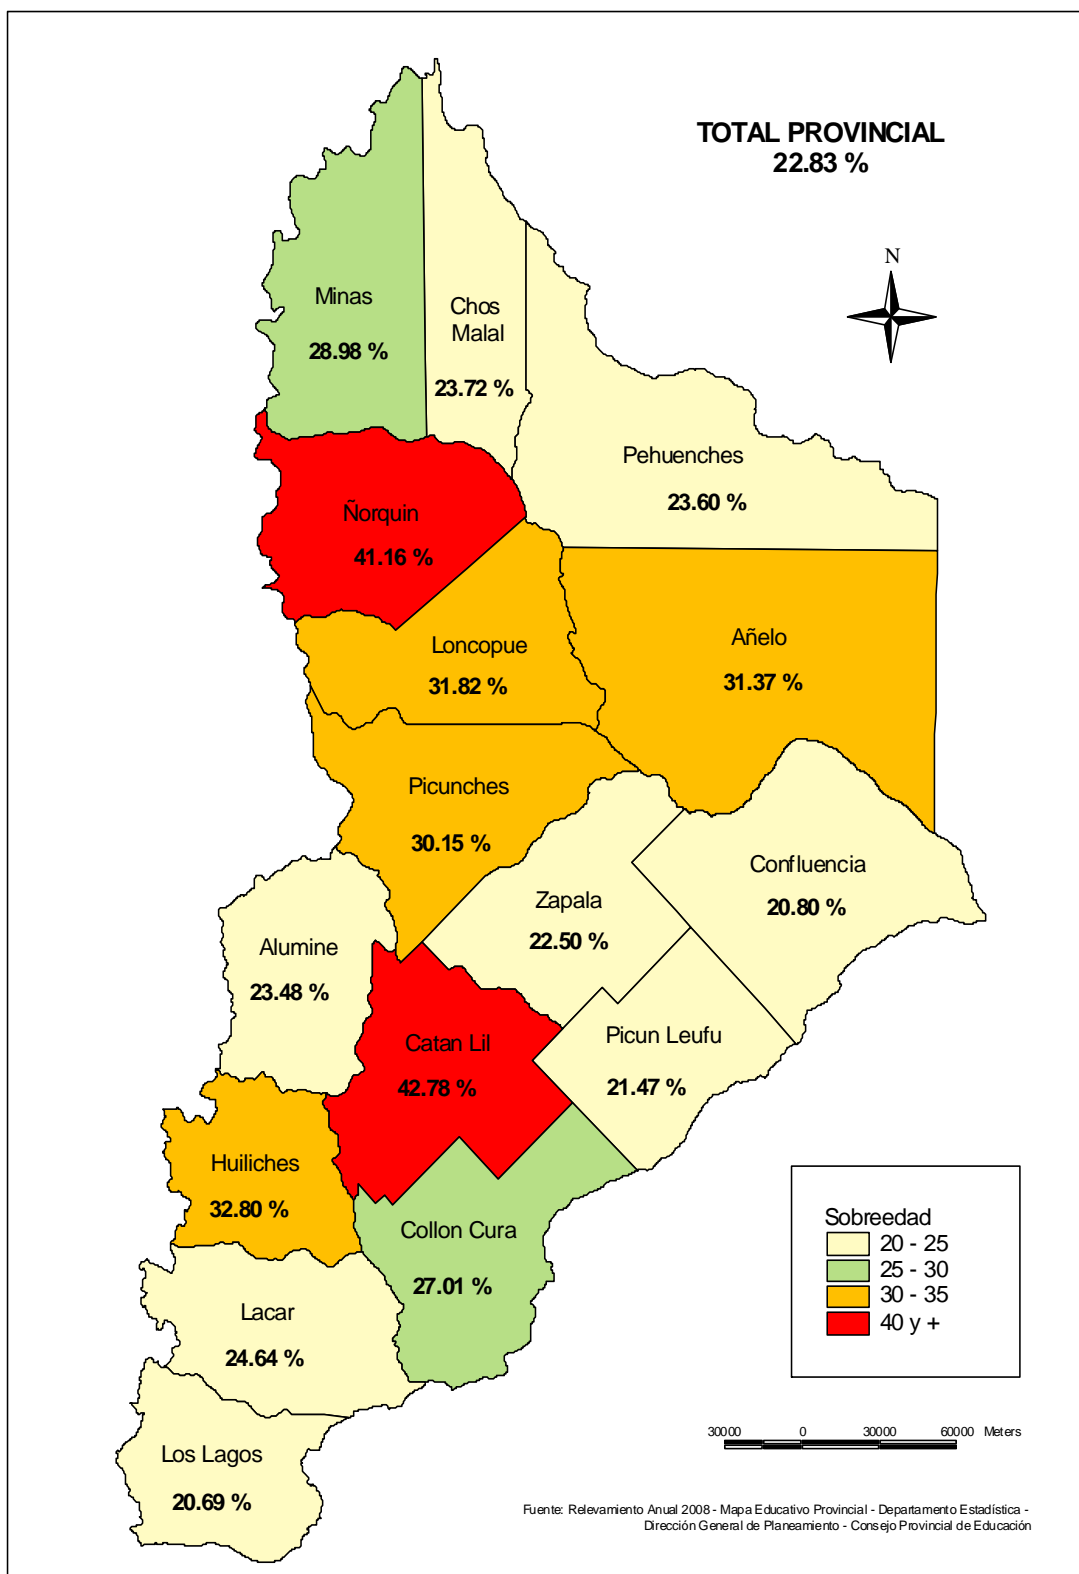 TOTAL PROVINCIAL
22.83 %
N
Minas
28.98 %
Chos
Malal
23.72 %
Pehuenches
23.60 %
Ñorquin
41.16 %
Loncopue
31.82 %
Añelo
31.37 %
Picunches
30.15 %
Confluencia
20.80 %
Zapala
22.50 %
Alumine
23.48 %
Catan Lil
42.78 %
Picun Leufu
21.47 %
Huiliches
32.80 %
Collon Cura
27.01 %
Lacar
24.64 %
Los Lagos
20.69 %
Sobreedad
20 - 25
25 - 30
30 - 35
40 y +
30000 0 30000 60000 Meters
Fuente: Relevamiento Anual 2008 - Mapa Educativo Provincial - Departamento Estadística -
Dirección General de Planeamiento - Consejo Provincial de Educación